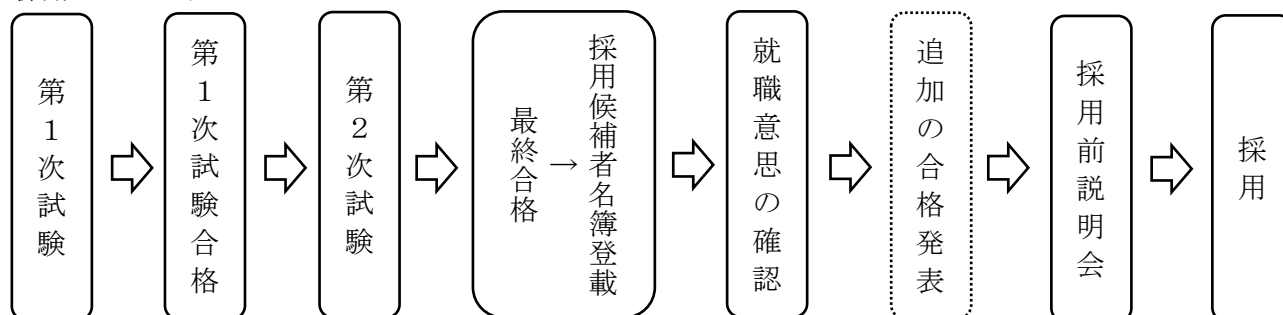 第１次試験
第１次試験合格
第２次試験
最終合格
→
採用候補者名簿登載
就職意思の確認
追加の合格発表
採用前説明会
採用